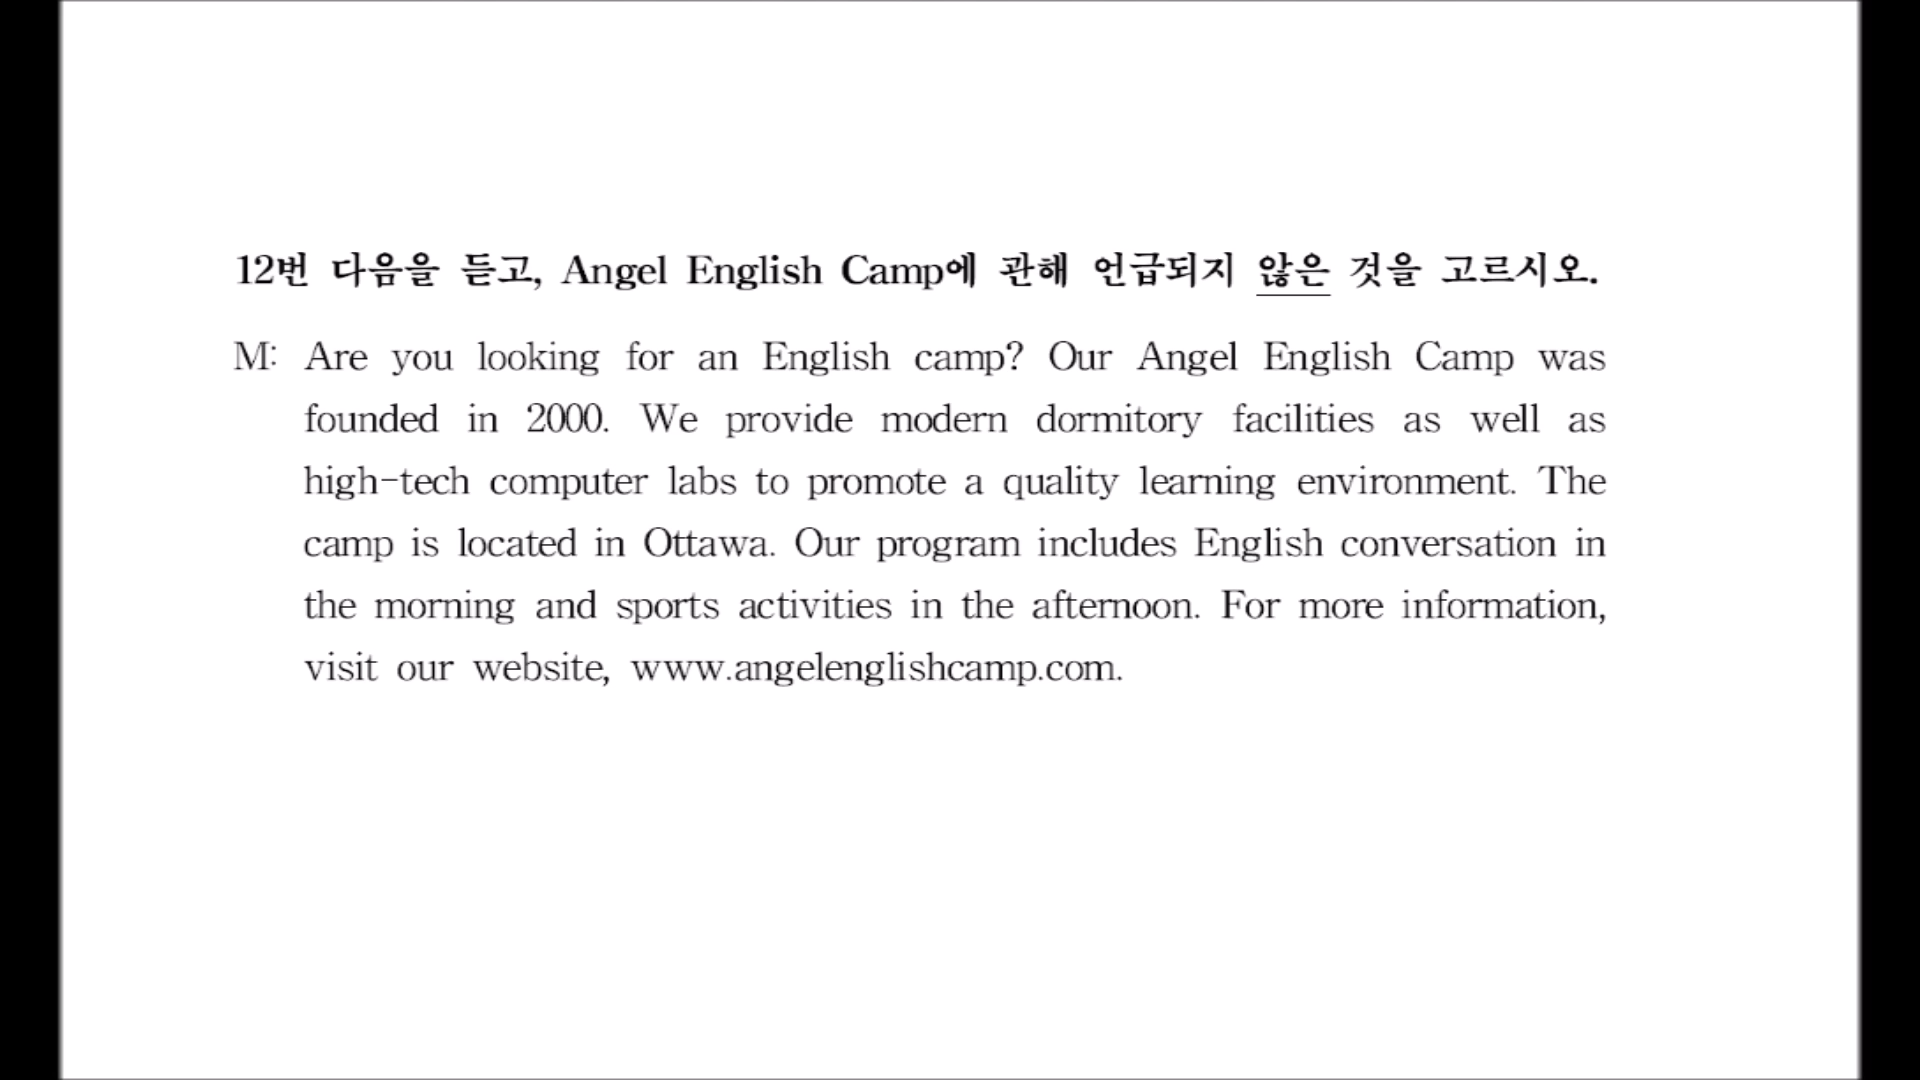 12번 다음을 듣고, Angel English Camp에 관해 언급되지 않은 것을 고르시오.
M: Are you looking for an English camp? Our Angel English Camp was
founded in 2000. We provide modern dormitory facilities as well as
high-tech computer labs to promote a quality learning environment. The
camp is located in Ottawa. Our program includes English conversation in
the morning and sports activities in the afternoon. For more information,
visit our website, www.angelenglishcamp.com.